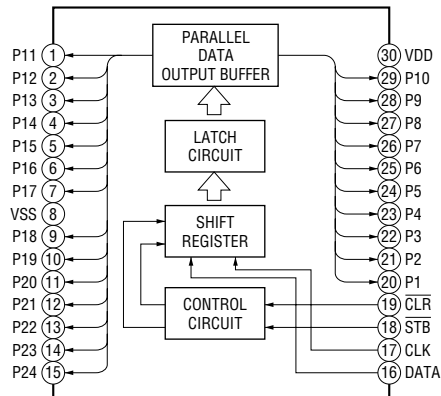 P11 1
P12 2
P13 3
P14 4
P15 5
P16 6
P17 7
VSS 8
P18 9
P19 10
P20 11
P21 12
P22 13
P23 14
P24 15
PARALLEL
DATA
OUTPUT BUFFER
LATCH
CIRCUIT
SHIFT
REGISTER
CONTROL
CIRCUIT
30 VDD
29 P10
28 P9
27 P8
26 P7
25 P6
24 P5
23 P4
22 P3
21 P2
20 P1
19 C̅L̅R̅
18 S̅T̅B̅
17 CLK
16 DATA